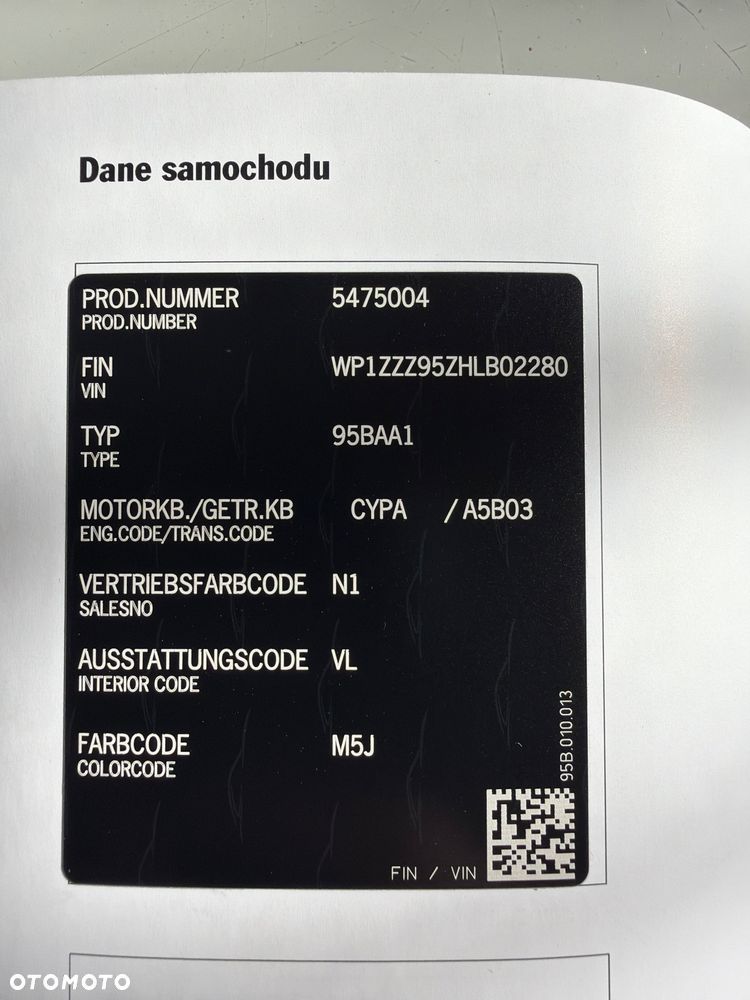 Dane samochodu
PROD.NUMMER 5475004
PROD.NUMBER
FIN WP1ZZZ95ZHLB02280
VIN
TYP 95BAA1
TYPE
MOTORKB./GETR.KB CYPA / A5B03
ENG.CODE/TRANS.CODE
VERTRIEBSFARBCODE N1
SALESNO
AUSSTATTUNGSCODE VL
INTERIOR CODE
FARBCODE M5J
COLORCODE
95B.010.013
FIN / VIN
OTOMOTO